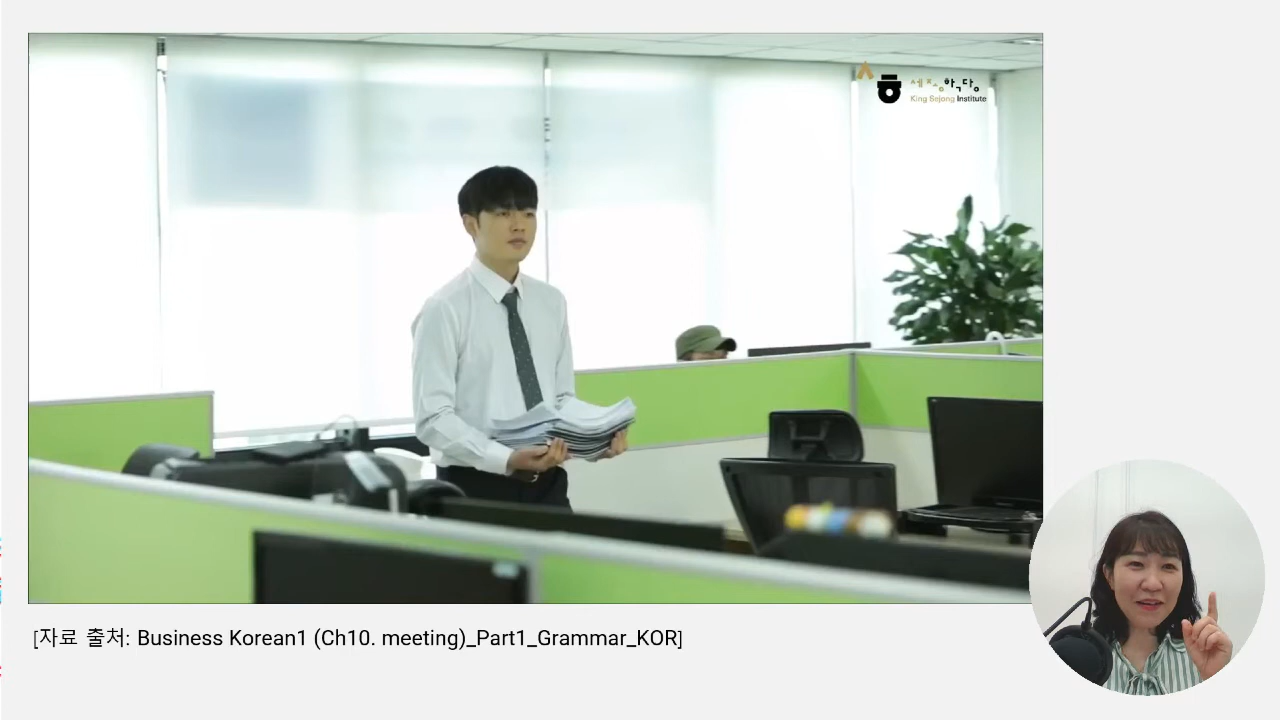 세종학당
King Sejong Institute
[자료 출처: Business Korean1 (Ch10. meeting)_Part1_Grammar_KOR]